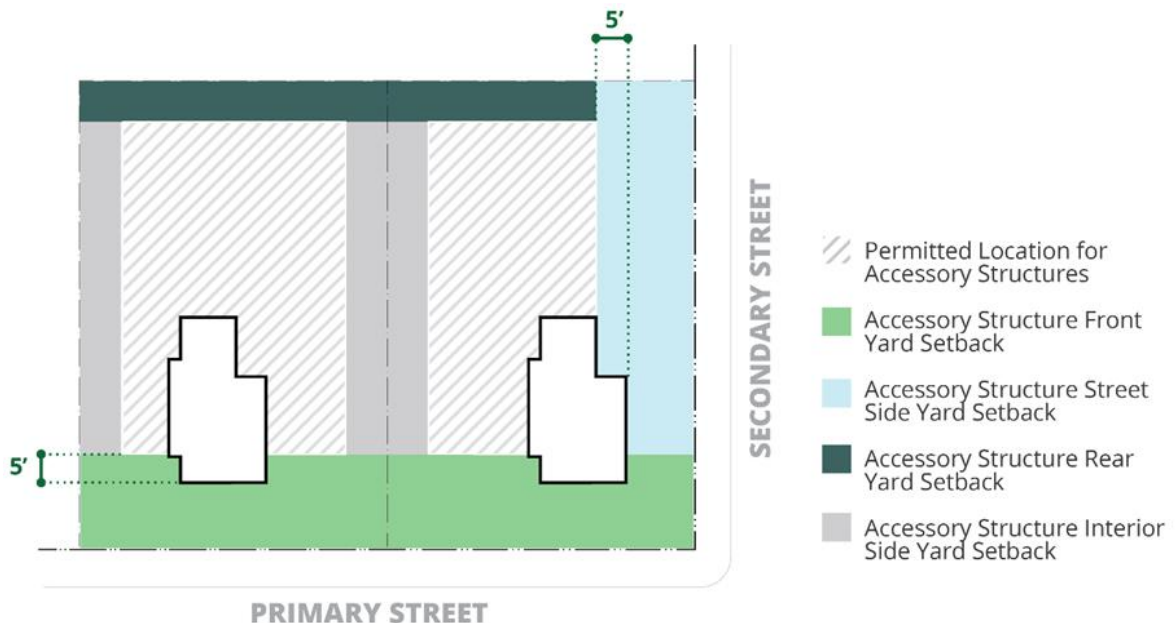 5’
5’
PRIMARY STREET
SECONDARY STREET
Permitted Location for
Accessory Structures
Accessory Structure Front
Yard Setback
Accessory Structure Street
Side Yard Setback
Accessory Structure Rear
Yard Setback
Accessory Structure Interior
Side Yard Setback